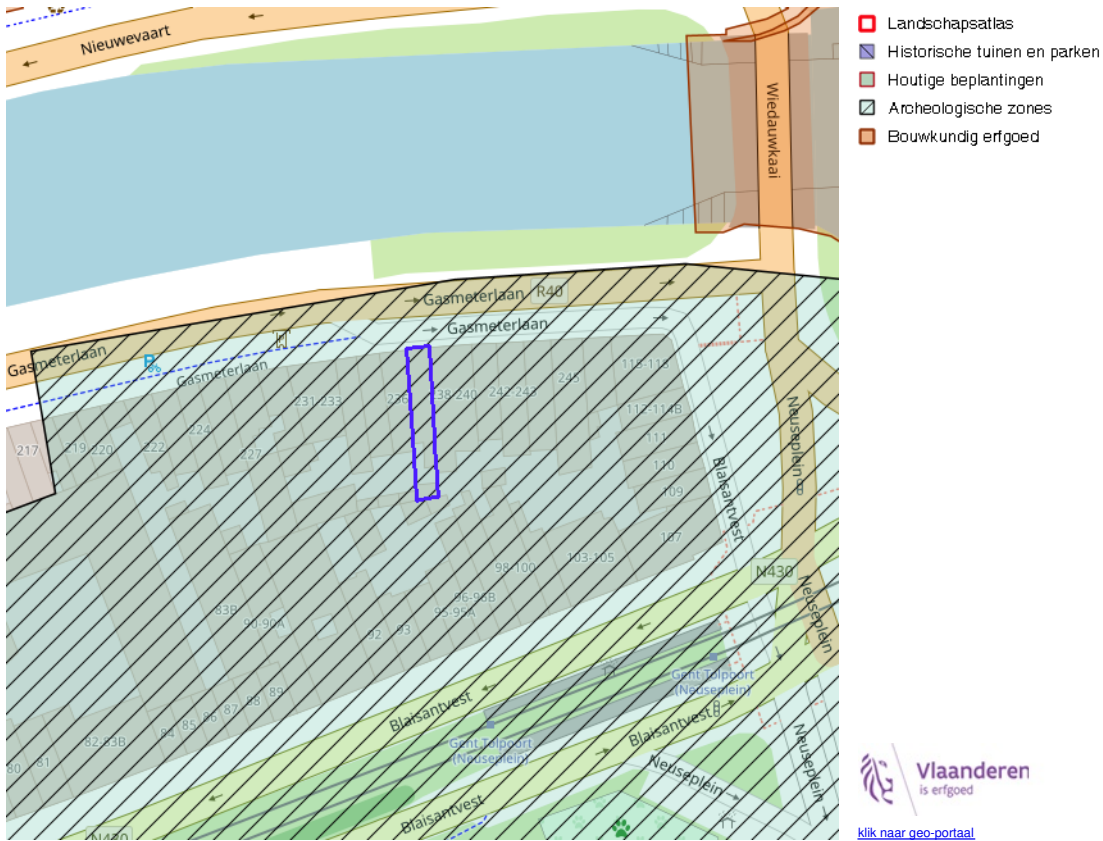 Nieuwevaart
Wiedauwkaai
Gasmeterlaan R40
Gasmeterlaan
Gasmeterlaan
Gasmeterlaan
H
P
231-233
236
238-240
242-243
245
115-118
112-114B
111
110
109
107
217
219-220
222
224
227
Neuseplein
Blaisantvest
103-105
98-100
96-96B
95-95A
93
92
90-90A
83B
89
88
87
86
85
84
82-83B
81
80
N430
Neuseplein
Gent Tolpoort
(Neuseplein)
Blaisantvest
Gent Tolpoort
(Neuseplein)
Blaisantvest
Neuseplein
Neuseplein
Blaisantvest
N430
Landschapsatlas
Historische tuinen en parken
Houtige beplantingen
Archeologische zones
Bouwkundig erfgoed
Vlaanderen
is erfgoed
klik naar geo-portaal